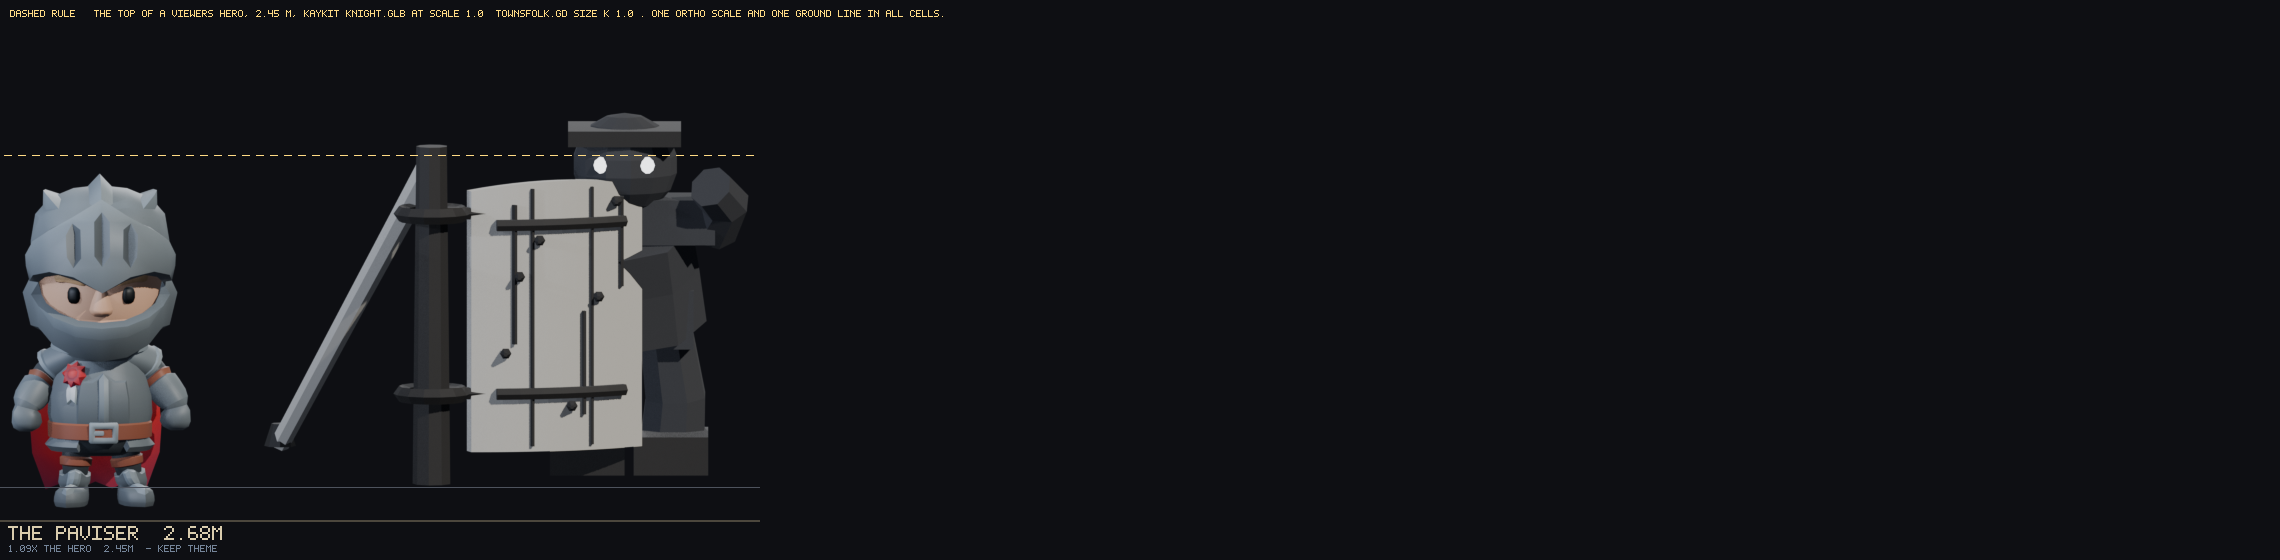 DASHED RULE THE TOP OF A VIEWERS HERO, 2.45 M, KAYKIT KNIGHT.GLB AT SCALE 1.0 TOWNSFOLK.GD SIZE K 1.0 . ONE ORTHO SCALE AND ONE GROUND LINE IN ALL CELLS.
THE PAVISER 2.68M
1.09X THE HERO 2.45M - KEEP THEME